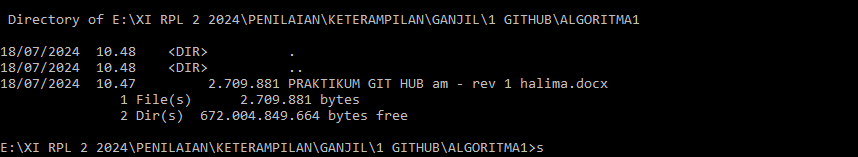 Directory of E:\XI RPL 2 2024\PENILAIAN\KETERAMPILAN\GANJIL\1 GITHUB\ALGORITMA1
18/07/2024  10.48    <DIR>          .
18/07/2024  10.48    <DIR>          ..
18/07/2024  10.47         2.709.881 PRAKTIKUM GIT HUB am - rev 1 halima.docx
               1 File(s)      2.709.881 bytes
               2 Dir(s)  672.004.849.664 bytes free
E:\XI RPL 2 2024\PENILAIAN\KETERAMPILAN\GANJIL\1 GITHUB\ALGORITMA1>s